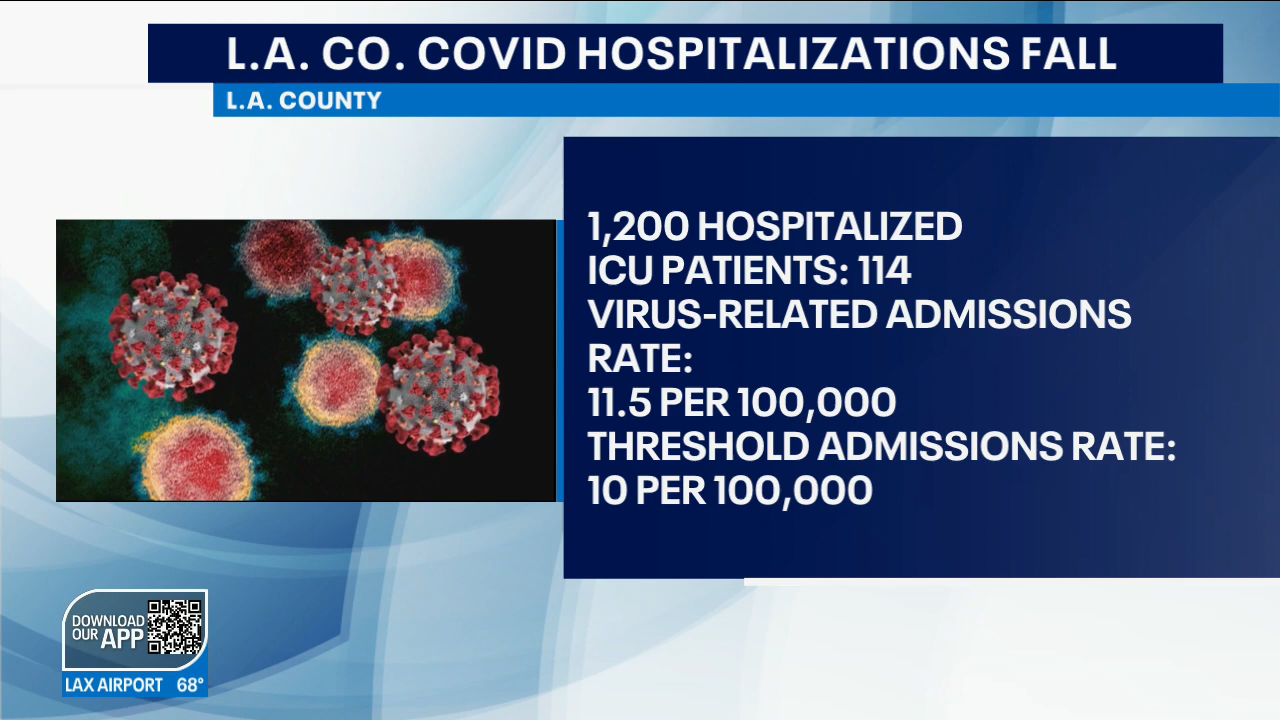 L.A. CO. COVID HOSPITALIZATIONS FALL
L.A. COUNTY
1,200 HOSPITALIZED
ICU PATIENTS: 114
VIRUS-RELATED ADMISSIONS
RATE:
11.5 PER 100,000
THRESHOLD ADMISSIONS RATE:
10 PER 100,000
DOWNLOAD
OUR APP
LAX AIRPORT 68°